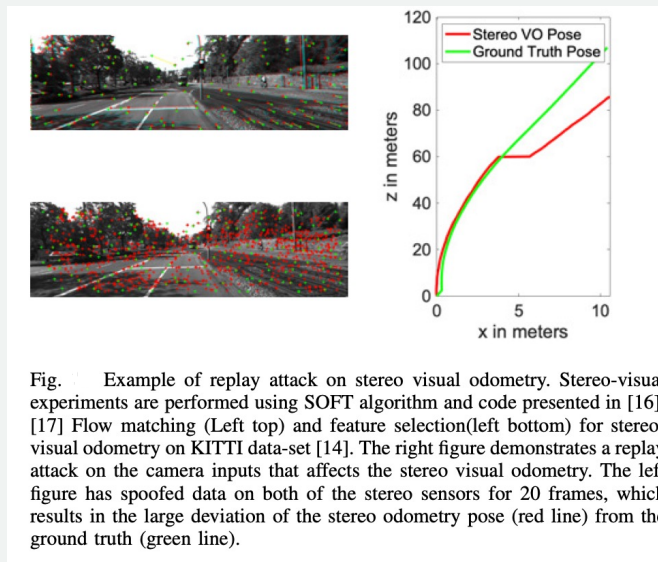 120
Stereo VO Pose
Ground Truth Pose
100
80
60
40
20
0
z in meters
0 5 10
x in meters
Fig. Example of replay attack on stereo visual odometry. Stereo-visua
experiments are performed using SOFT algorithm and code presented in [16]
[17] Flow matching (Left top) and feature selection(left bottom) for stereo
visual odometry on KITTI data-set [14]. The right figure demonstrates a replay
attack on the camera inputs that affects the stereo visual odometry. The lef
figure has spoofed data on both of the stereo sensors for 20 frames, which
results in the large deviation of the stereo odometry pose (red line) from the
ground truth (green line).